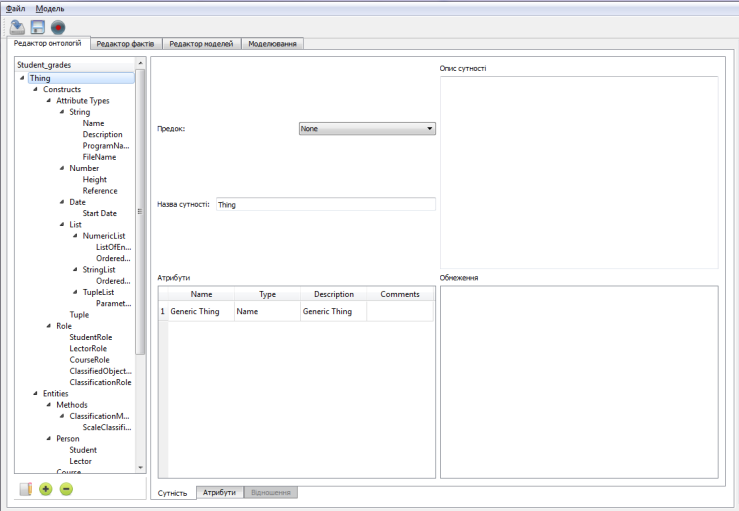 Файл Модель
Редактор онтологій Редактор фактів Редактор моделей Моделювання
Student_grades
Thing
Constructs
Attribute Types
String
Name
Description
ProgramNa...
FileName
Number
Height
Reference
Date
Start Date
List
NumericList
ListOfEn...
Ordered...
StringList
Ordered...
TupleList
Paramet...
Tuple
Role
StudentRole
LectorRole
CourseRole
ClassifiedObject...
ClassificationRole
Entities
Methods
ClassificationM...
ScaleClassifi...
Person
Student
Lector
Course
Предок: None
Назва сутності: Thing
Опис сутності
Атрибути
Name Type Description Comments
1 Generic Thing Name Generic Thing
Обмеження
Сутність Атрибути Відношення